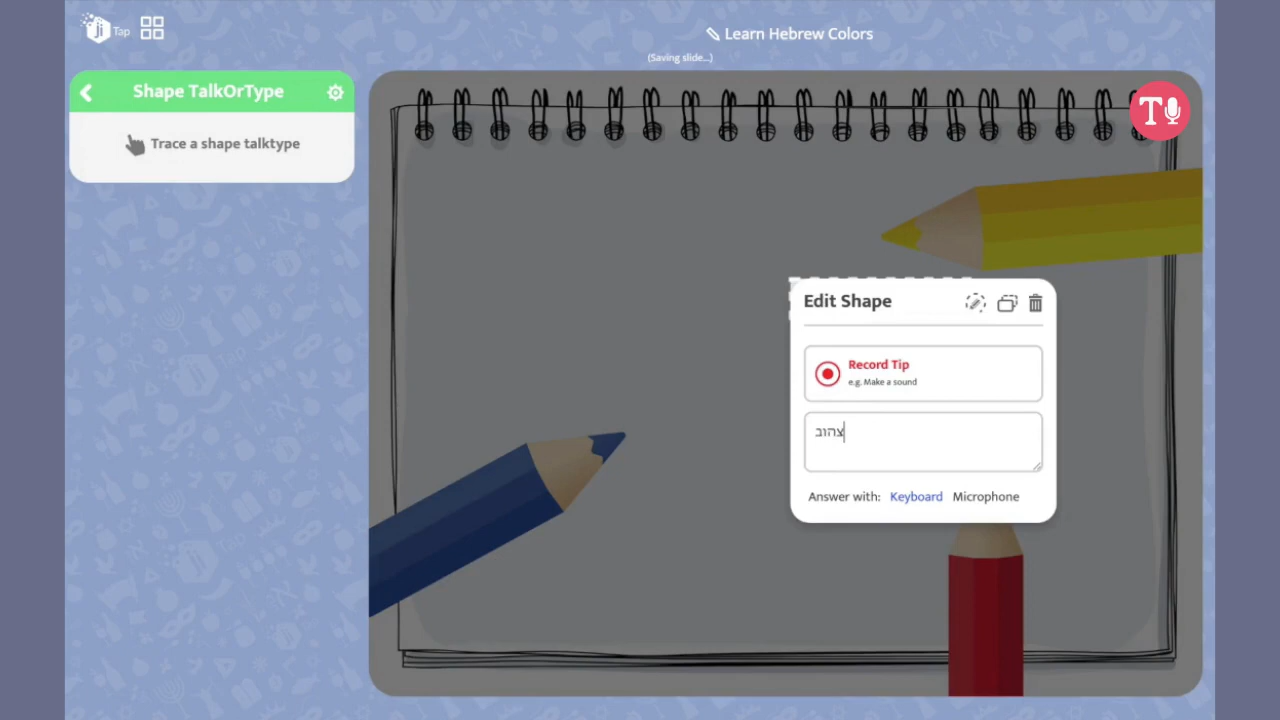 Ji Tap
Learn Hebrew Colors
(Saving slide...)
Shape TalkOrType
Trace a shape talktype
T
Edit Shape
Record Tip
e.g. Make a sound
צהוב
Answer with: Keyboard Microphone